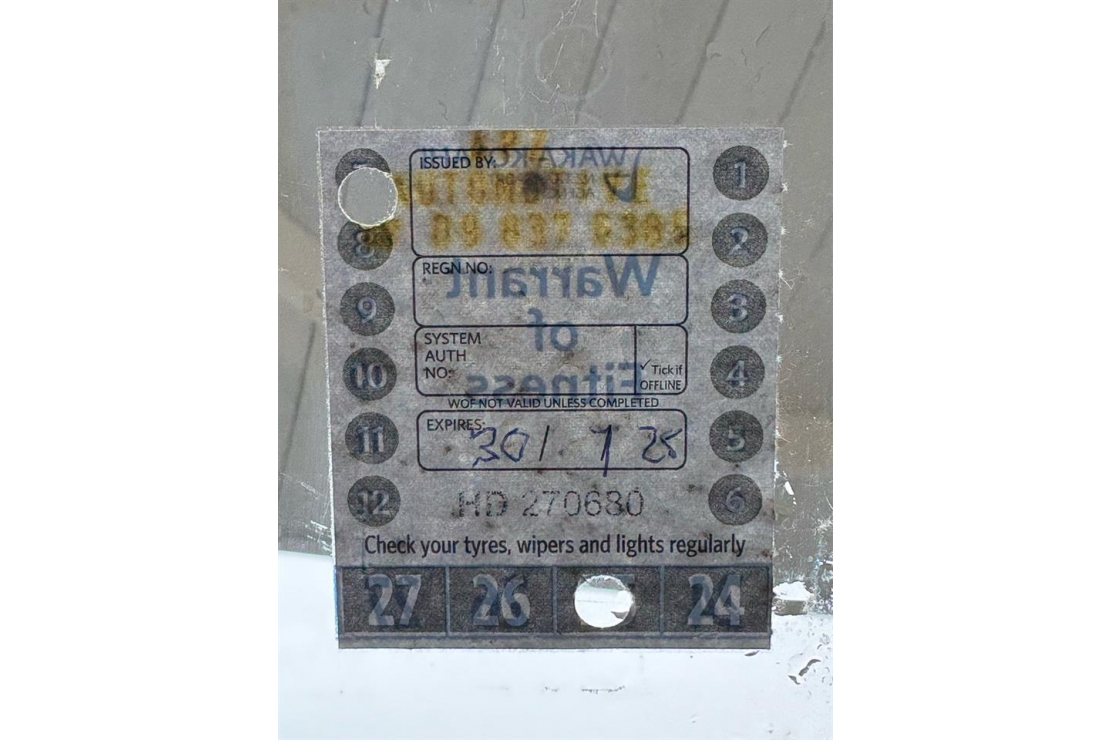 ISSUED BY:
1
8
2
REGN NO:
Warrant
9
3
of
SYSTEM
AUTH
NO:
✓ Tick if
OFFLINE
10
4
Fitness
WOF NOT VALID UNLESS COMPLETED
11
EXPIRES:
30/ 7 25
5
12
HD 270680
6
Check your tyres, wipers and lights regularly
27 26 24